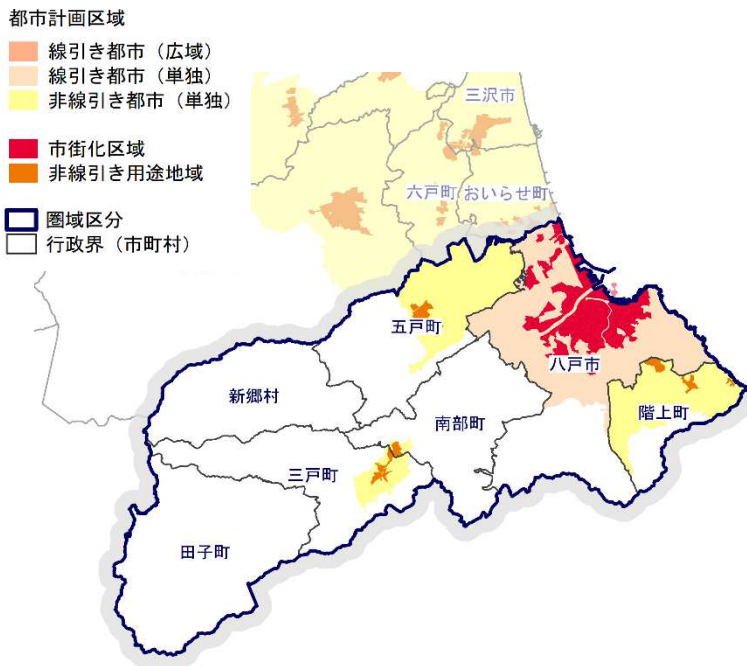 都市計画区域
線引き都市（広域）
線引き都市（単独）
非線引き都市（単独）
市街化区域
非線引き用途地域
圏域区分
行政界（市町村）
三沢市
六戸町
おいらせ町
五戸町
八戸市
新郷村
南部町
階上町
三戸町
田子町